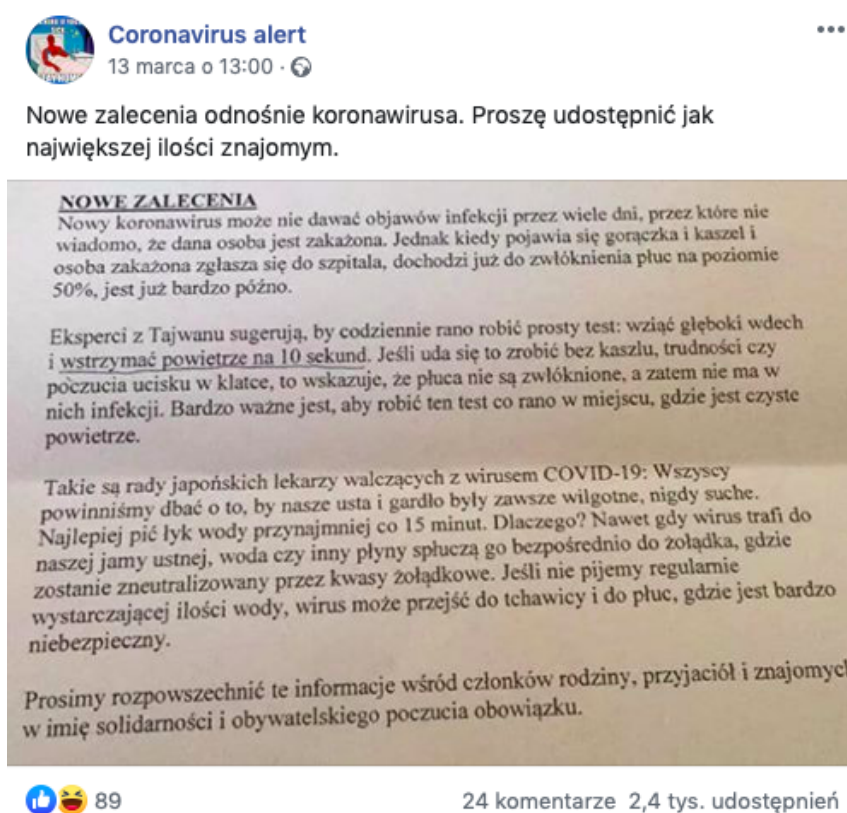 Coronavirus alert
13 marca o 13:00 ·
Nowe zalecenia odnośnie koronawirusa. Proszę udostępnić jak
największej ilości znajomym.
NOWE ZALECENIA
Nowy koronawirus może nie dawać objawów infekcji przez wiele dni, przez które nie
wiadomo, że dana osoba jest zakażona. Jednak kiedy pojawia się gorączka i kaszel i
osoba zakażona zgłasza się do szpitala, dochodzi już do zwłóknienia płuc na poziomie
50%, jest już bardzo późno.
Eksperci z Tajwanu sugerują, by codziennie rano robić prosty test: wziąć głęboki wdech
i wstrzymać powietrze na 10 sekund. Jeśli uda się to zrobić bez kaszlu, trudności czy
poczucia ucisku w klatce, to wskazuje, że płuca nie są zwłóknione, a zatem nie ma w
nich infekcji. Bardzo ważne jest, aby robić ten test co rano w miejscu, gdzie jest czyste
powietrze.
Takie są rady japońskich lekarzy walczących z wirusem COVID-19: Wszyscy
powinniśmy dbać o to, by nasze usta i gardło były zawsze wilgotne, nigdy suche.
Najlepiej pić łyk wody przynajmniej co 15 minut. Dlaczego? Nawet gdy wirus trafi do
naszej jamy ustnej, woda czy inny płyny spłuczą go bezpośrednio do żołądka, gdzie
zostanie zneutralizowany przez kwasy żołądkowe. Jeśli nie pijemy regularnie
wystarczającej ilości wody, wirus może przejść do tchawicy i do płuc, gdzie jest bardzo
niebezpieczny.
Prosimy rozpowszechnić te informacje wśród członków rodziny, przyjaciół i znajomych
w imię solidarności i obywatelskiego poczucia obowiązku.
89
24 komentarze 2,4 tys. udostępnień